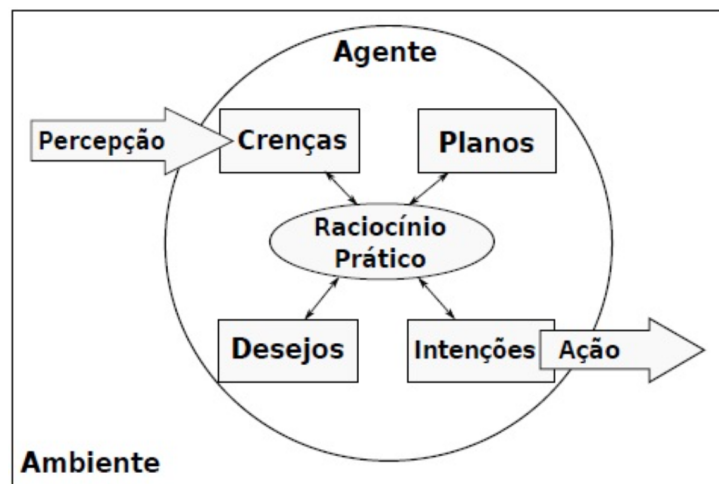 Agente
Percepção
Crenças
Planos
Raciocínio
Prático
Desejos
Intenções
Ação
Ambiente